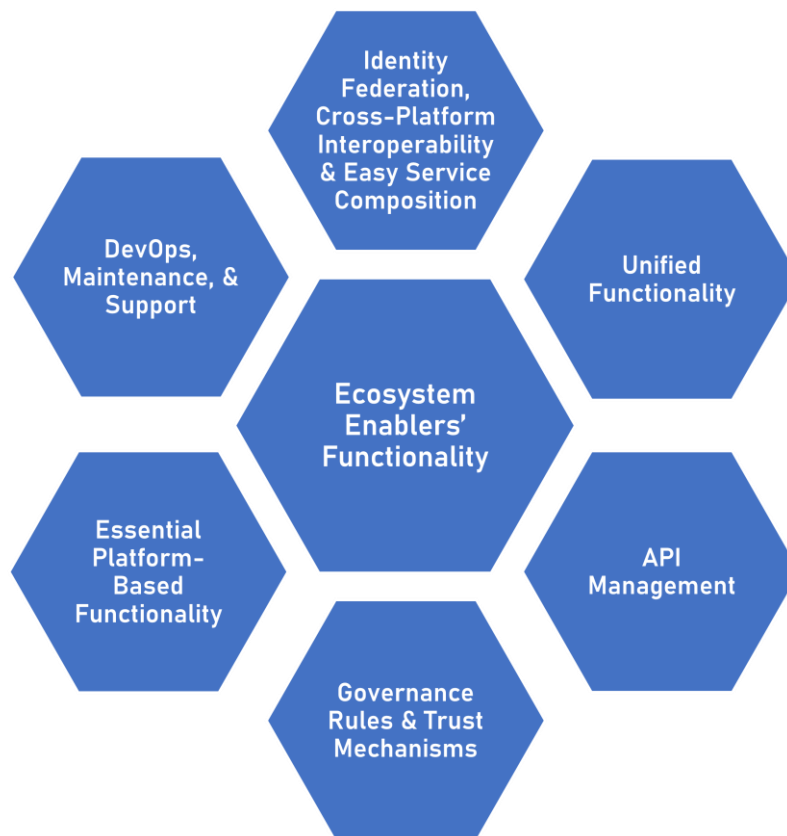 Identity
Federation,
Cross-Platform
Interoperability
& Easy Service
Composition
DevOps,
Maintenance, &
Support
Unified
Functionality
Ecosystem
Enablers’
Functionality
Essential
Platform-
Based
Functionality
API
Management
Governance
Rules & Trust
Mechanisms